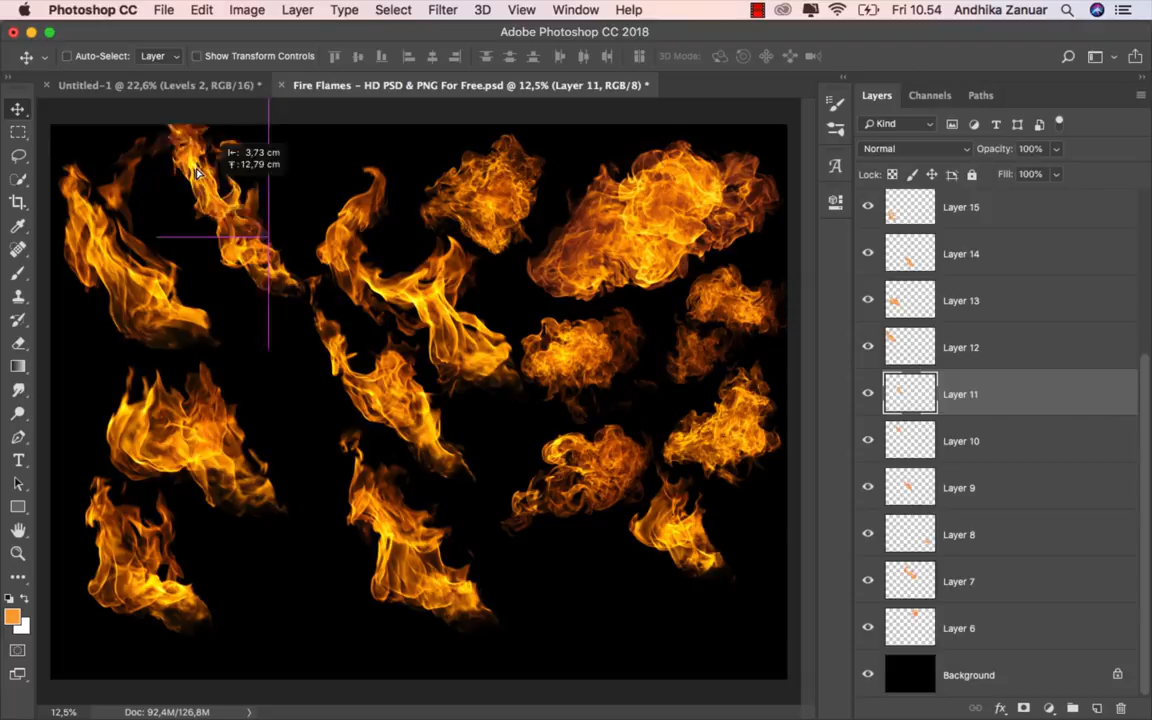 Photoshop CC File Edit Image Layer Type Select Filter 3D View Window Help Fri 10.54 Andhika Zanuar
Adobe Photoshop CC 2018
Auto-Select: Layer Show Transform Controls 3D Mode:
Untitled-1 @ 22,6% (Levels 2, RGB/16) * Fire Flames – HD PSD & PNG For Free.psd @ 12,5% (Layer 11, RGB/8) *
Layers Channels Paths
Kind
Normal Opacity: 100%
Lock: Fill: 100%
3,73 cm
12,79 cm
Layer 15
Layer 14
Layer 13
Layer 12
Layer 11
Layer 10
Layer 9
Layer 8
Layer 7
Layer 6
Background
12,5% Doc: 92,4M/126,8M